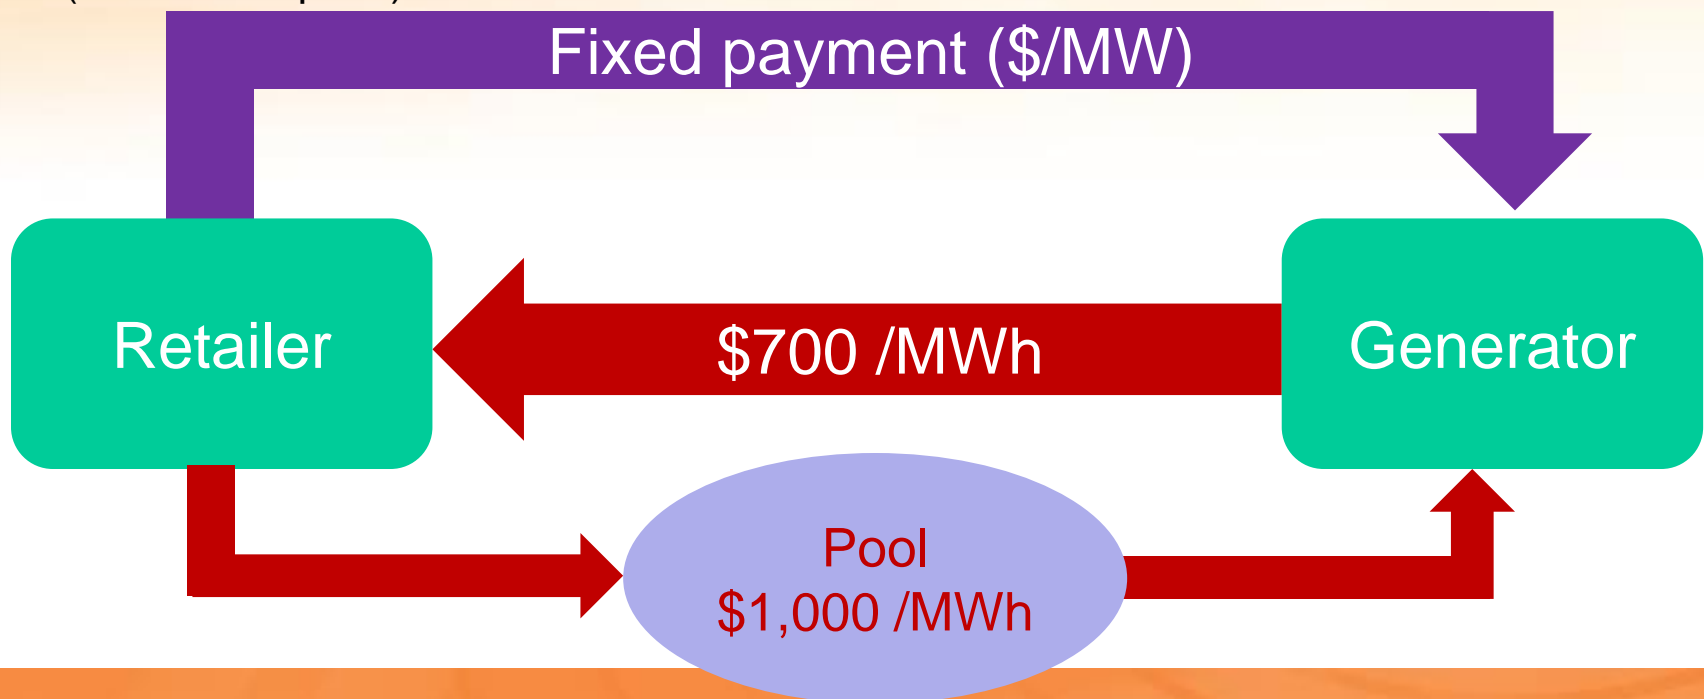 Fixed payment ($/MW)
Retailer
$700 /MWh
Generator
Pool
$1,000 /MWh